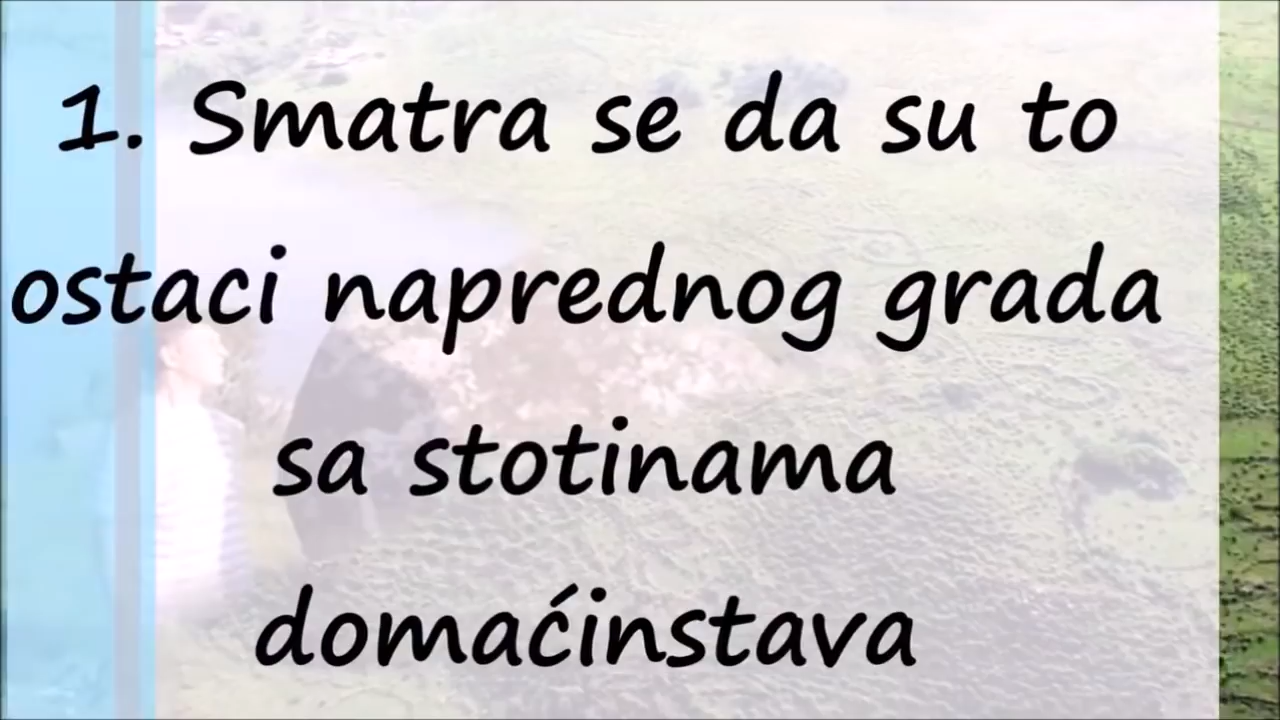 1. Smatra se da su to
ostaci naprednog grada
sa stotinama
domaćinstava